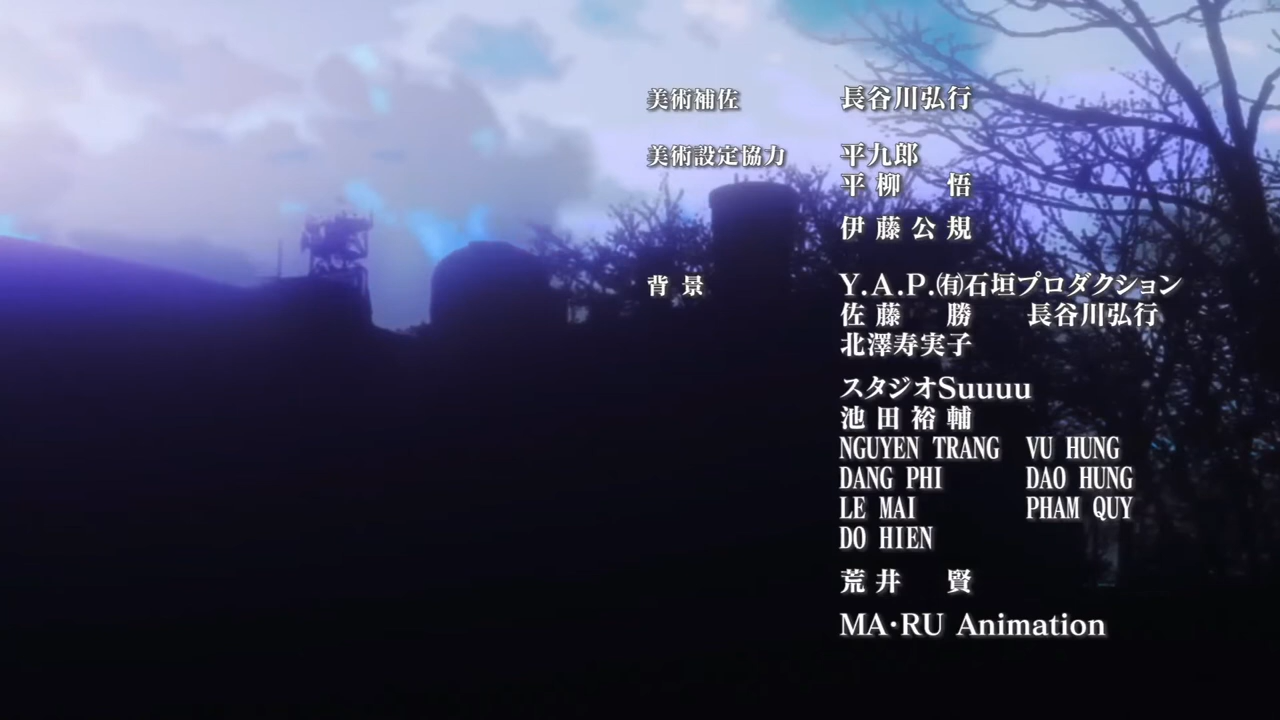 美術補佐 長谷川弘行
美術設定協力 平九郎
平柳 悟
伊藤公規
背景 Y.A.P.㈲石垣プロダクション
佐藤 勝 長谷川弘行
北澤寿実子
スタジオSuuuu
池田裕輔
NGUYEN TRANG VU HUNG
DANG PHI DAO HUNG
LE MAI PHAM QUY
DO HIEN
荒井 賢
MA・RU Animation